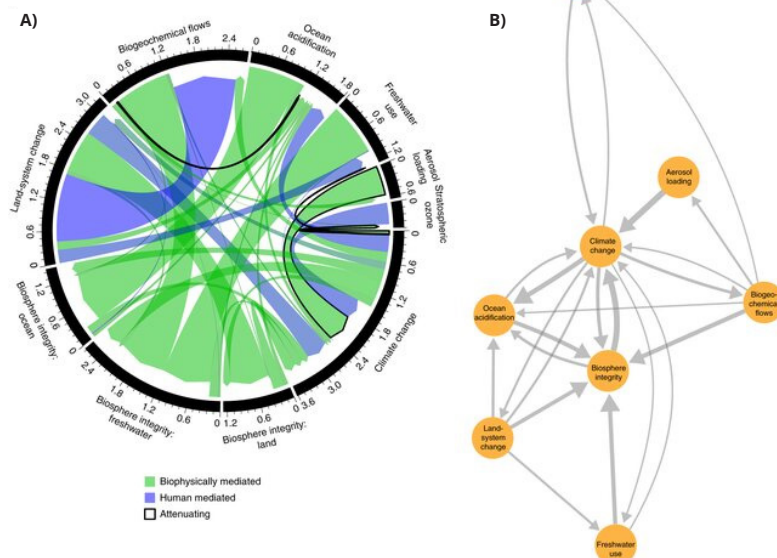 A)
B)
Biogeochemical flows
0 0.6 1.2 1.8 2.4
Ocean
acidification
0 0.6 1.2 1.8
Freshwater
use
0 0.6 1.2
Aerosol
loading
0 0.6
Stratospheric
ozone
0
Climate change
0.6 1.2 1.8 2.4 3.0 3.6
Biosphere integrity:
land
0 0.6 1.2
Biosphere integrity:
freshwater
0 0.6 1.2 1.8 2.4
Biosphere integrity:
ocean
0 0.6 1.2
Land-system change
0 0.6 1.2 1.8 2.4 3.0
Biophysically mediated
Human mediated
Attenuating
Aerosol
loading
Climate
change
Ocean
acidification
Biogeo-
chemical
flows
Biosphere
integrity
Land-
system
change
Freshwater
use